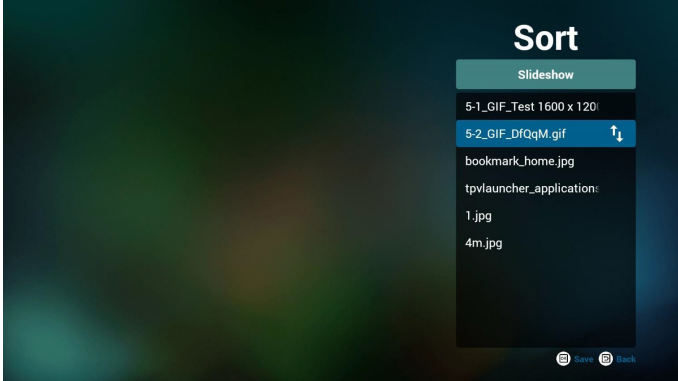 Sort
Slideshow
5-1_GIF_Test 1600 x 120
5-2_GIF_DfQqM.gif
bookmark_home.jpg
tpvlauncher_applications
1.jpg
4m.jpg
Save Back